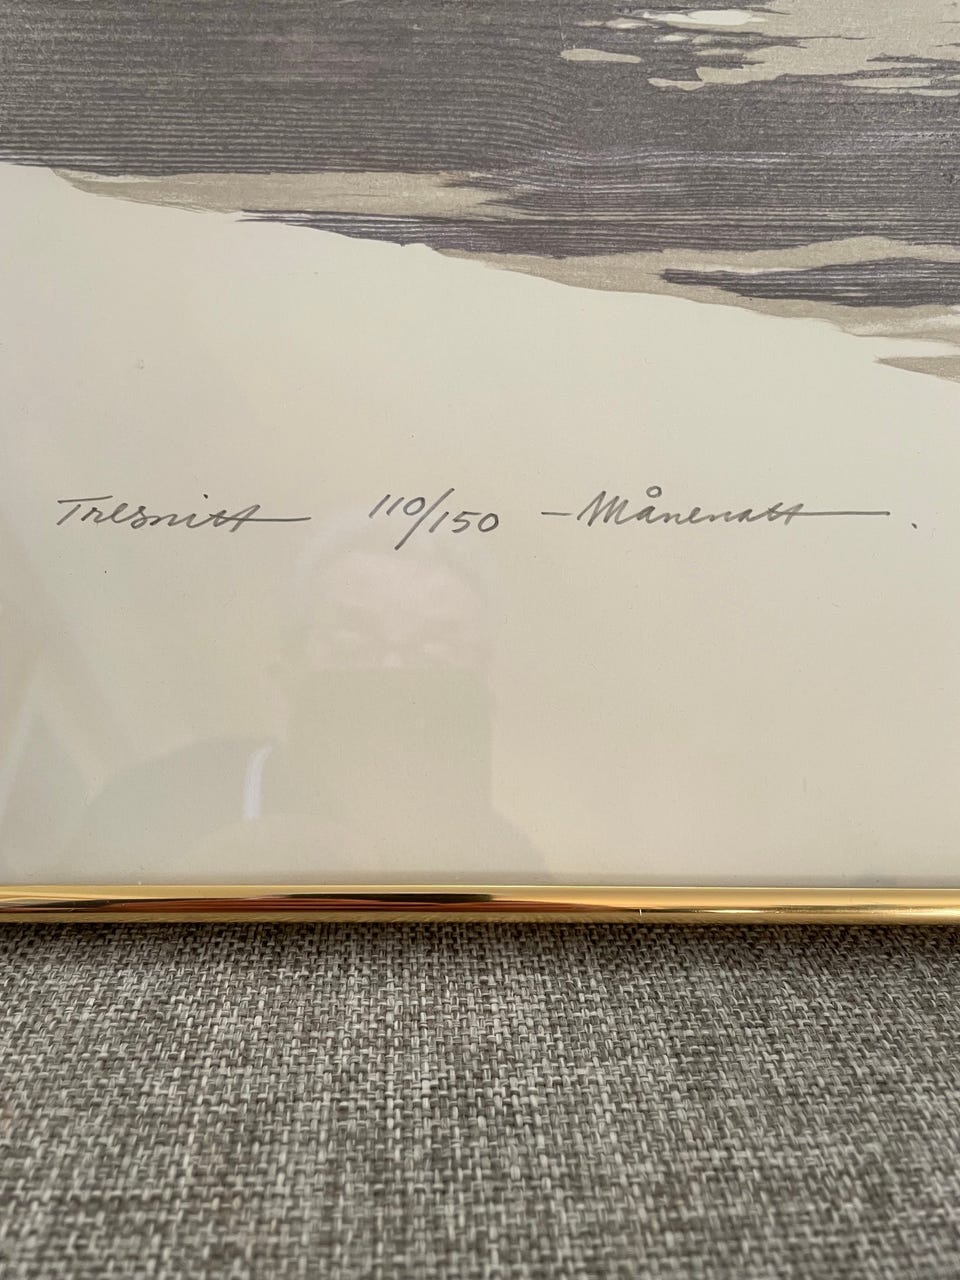 Tresnitt 110/150 – Månenatt.